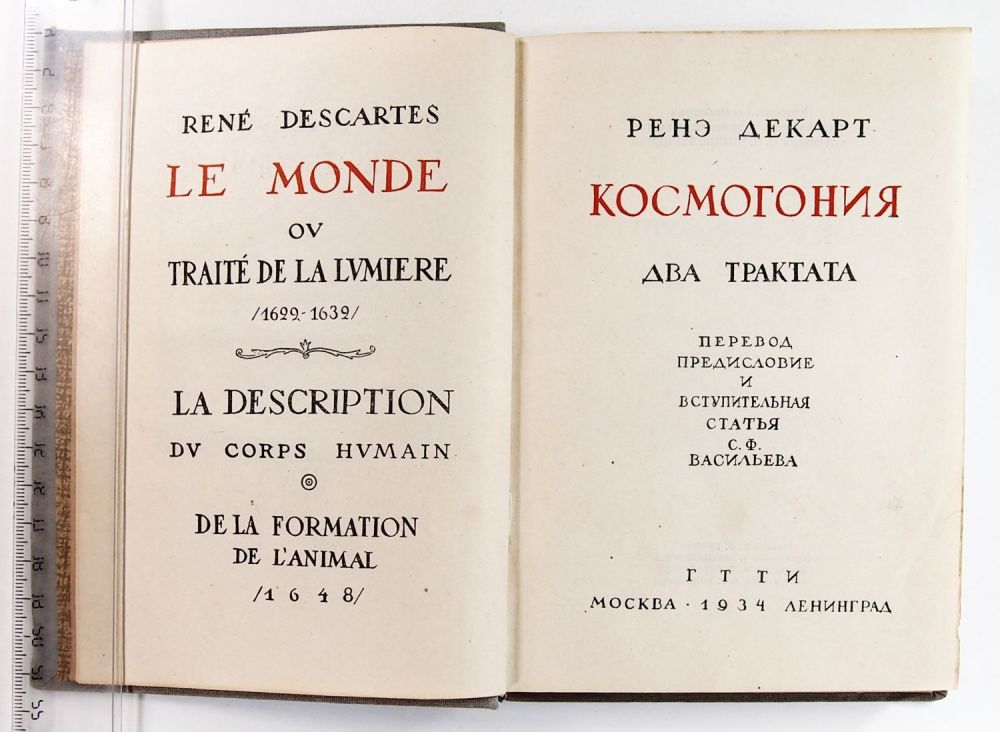 RENÉ DESCARTES
LE MONDE
OV
TRAITÉ DE LA LVMIERE
/1629-1632/
LA DESCRIPTION
DV CORPS HVMAIN
DE LA FORMATION
DE L'ANIMAL
/1648/
РЕНЭ ДЕКАРТ
КОСМОГОНИЯ
ДВА ТРАКТАТА
ПЕРЕВОД
ПРЕДИСЛОВИЕ
И
ВСТУПИТЕЛЬНАЯ
СТАТЬЯ
С. Ф.
ВАСИЛЬЕВА
ГТТИ
МОСКВА · 1934 ЛЕНИНГРАД